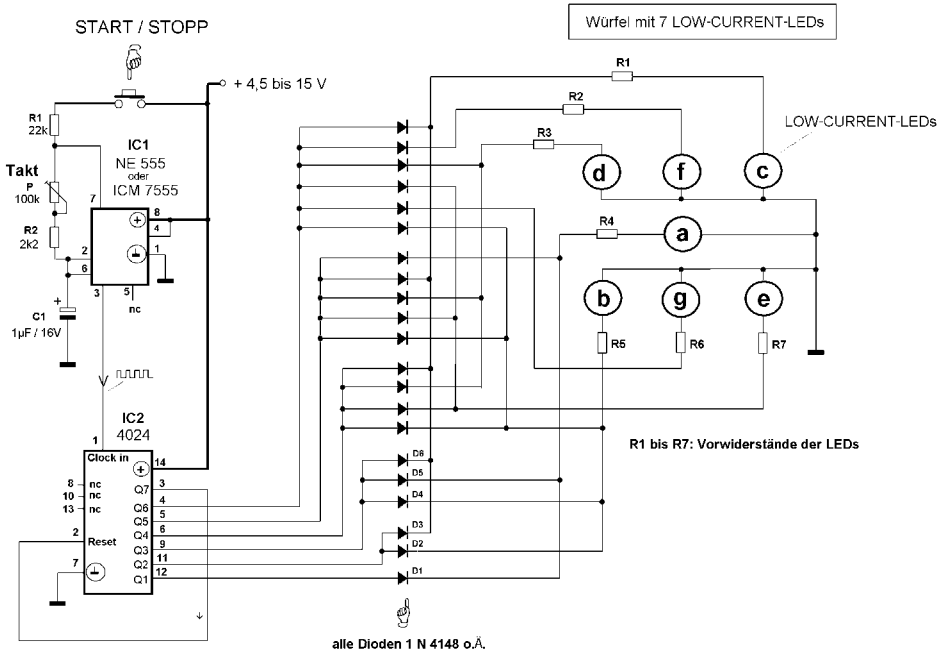 START / STOPP
Würfel mit 7 LOW-CURRENT-LEDs
+ 4,5 bis 15 V
R1
22k
IC1
NE 555
oder
ICM 7555
Takt
P
100k
R2
2k2
7
8
4
1
2
6
3
5
nc
+
C1
1µF / 16V
R1
R2
R3
LOW-CURRENT-LEDs
d
f
c
R4
a
b
g
e
R5
R6
R7
R1 bis R7: Vorwiderstände der LEDs
IC2
4024
1
Clock in
14
8 nc
10 nc
13 nc
2 Reset
7
Q7 3
Q6 4
Q5 5
Q4 6
Q3 9
Q2 11
Q1 12
D6
D5
D4
D3
D2
D1
alle Dioden 1 N 4148 o.Ä.